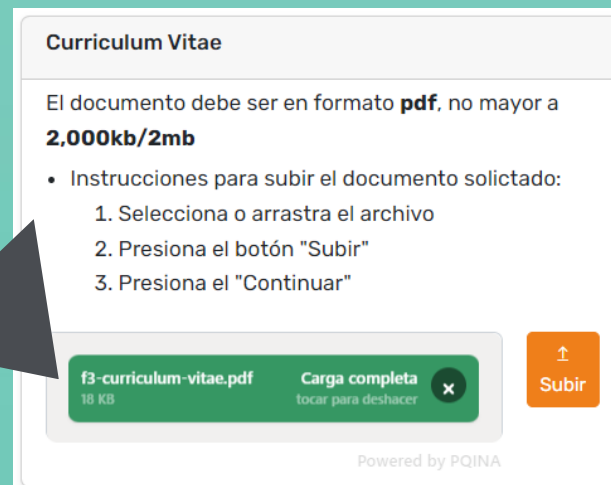 Curriculum Vitae
El documento debe ser en formato pdf, no mayor a
2,000kb/2mb
• Instrucciones para subir el documento solictado:
1. Selecciona o arrastra el archivo
2. Presiona el botón "Subir"
3. Presiona el "Continuar"
f3-curriculum-vitae.pdf Carga completa
18 KB tocar para deshacer
Subir
Powered by PQINA